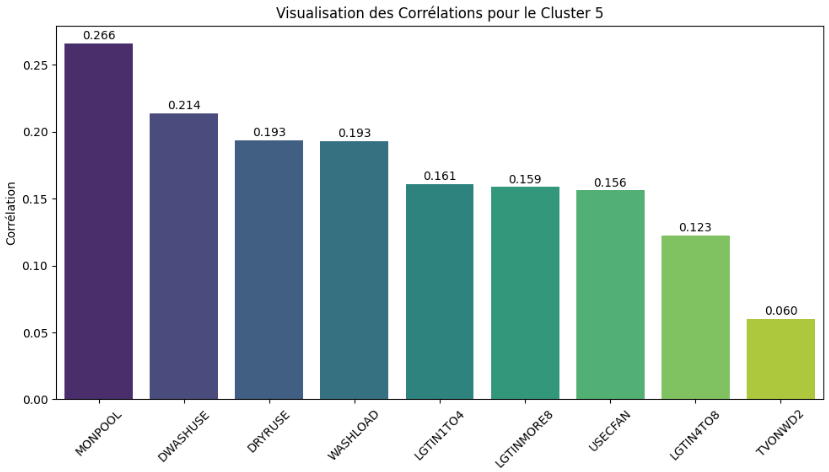 Visualisation des Corrélations pour le Cluster 5
0.266
0.214
0.193
0.193
0.161
0.159
0.156
0.123
0.060
Corrélation
0.25
0.20
0.15
0.10
0.05
0.00
MONPOOL
DWASHUSE
DRYRUSE
WASHLOAD
LGTIN1TO4
LGTINMORE8
USECFAN
LGTIN4TO8
TVONWD2